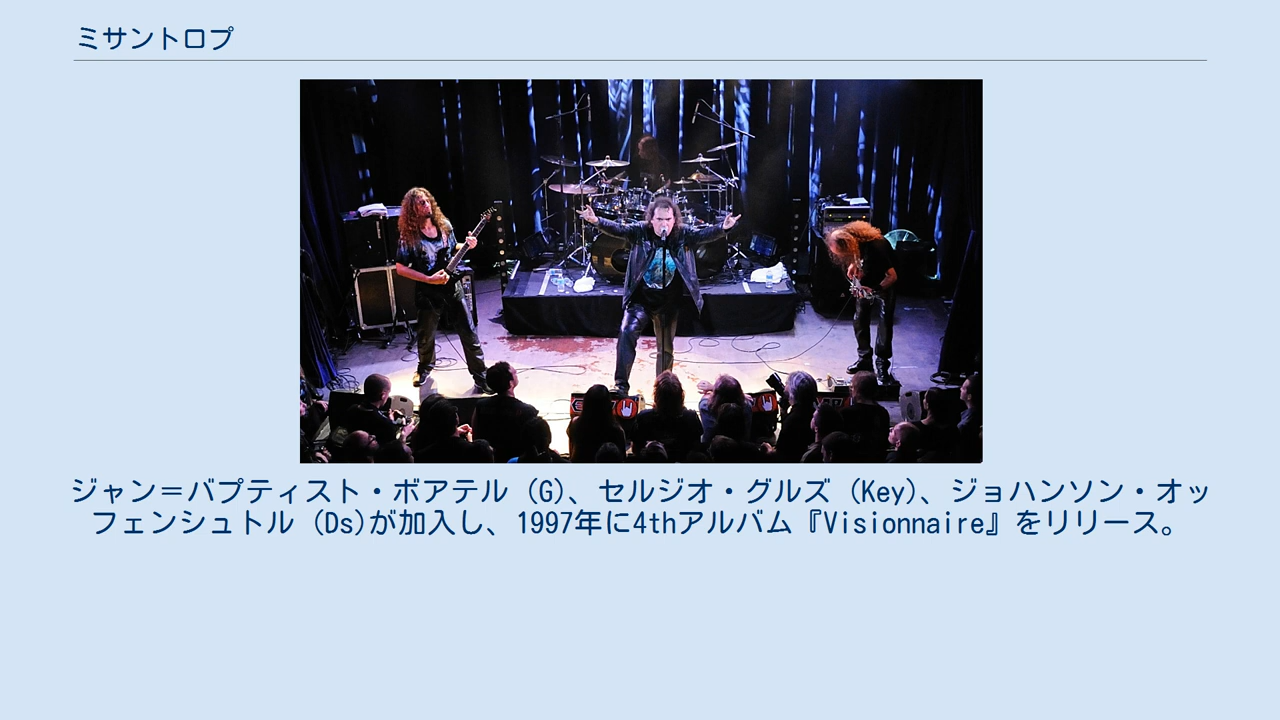 ミサントロプ
ジャン＝バプティスト・ボアテル (G)、セルジオ・グルズ (Key)、ジョハンソン・オッ
フェンシュトル (Ds)が加入し、1997年に4thアルバム『Visionnaire』をリリース。